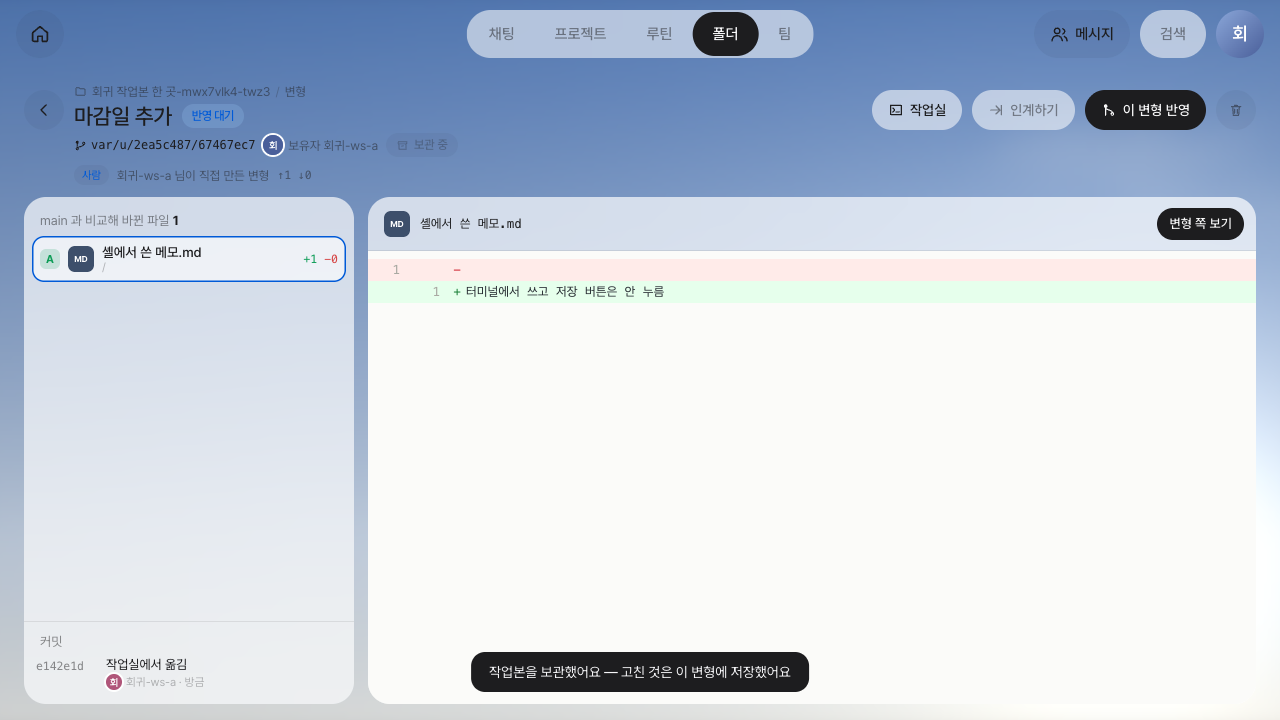 채팅
프로젝트
루틴
폴더
팀
메시지
검색
회
회귀 작업본 한 곳-mwx7vlk4-twz3 / 변형
마감일 추가
반영 대기
var/u/2ea5c487/67467ec7
회
보유자 회귀-ws-a
보관 중
사람
회귀-ws-a 님이 직접 만든 변형
↑1 ↓0
작업실
인계하기
이 변형 반영
main 과 비교해 바뀐 파일 1
A
MD
셸에서 쓴 메모.md
/
+1 −0
MD
셸에서 쓴 메모.md
변형 쪽 보기
1 −
1 + 터미널에서 쓰고 저장 버튼은 안 누름
커밋
e142e1d
작업실에서 옮김
회
회귀-ws-a · 방금
작업본을 보관했어요 — 고친 것은 이 변형에 저장했어요